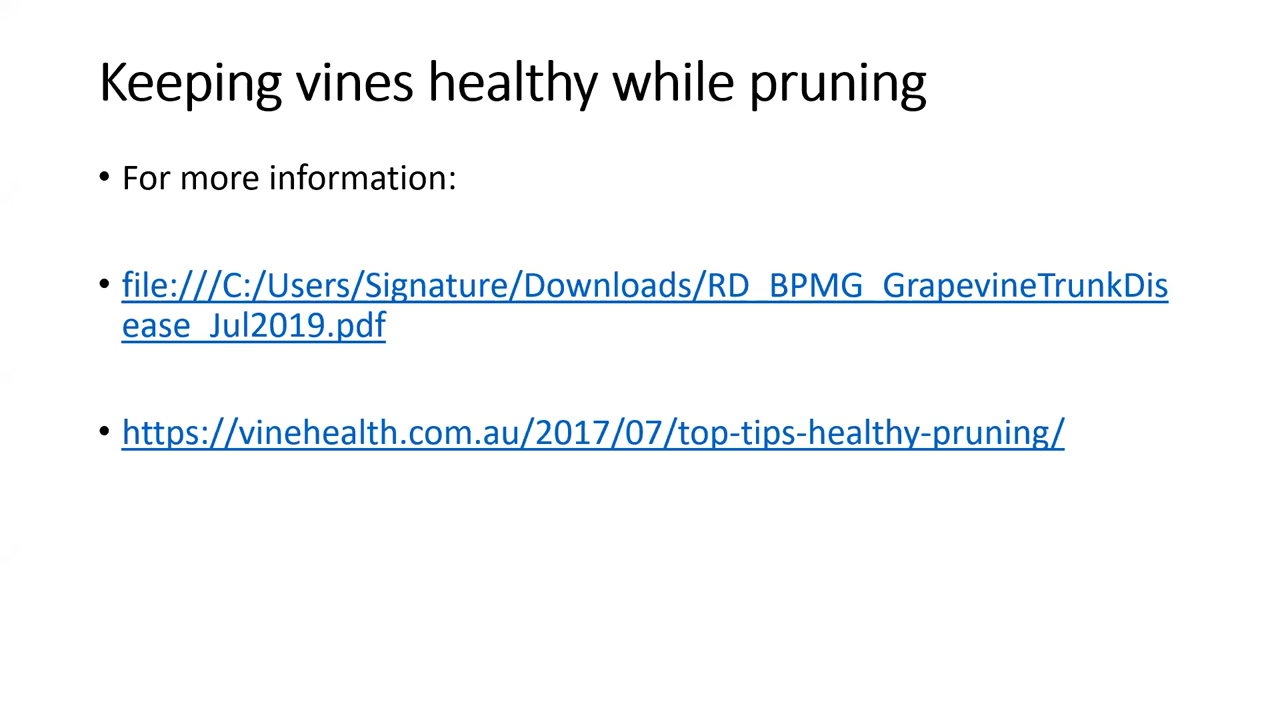 Keeping vines healthy while pruning
• For more information:
• file:///C:/Users/Signature/Downloads/RD_BPMG_GrapevineTrunkDis
ease_Jul2019.pdf
• https://vinehealth.com.au/2017/07/top-tips-healthy-pruning/